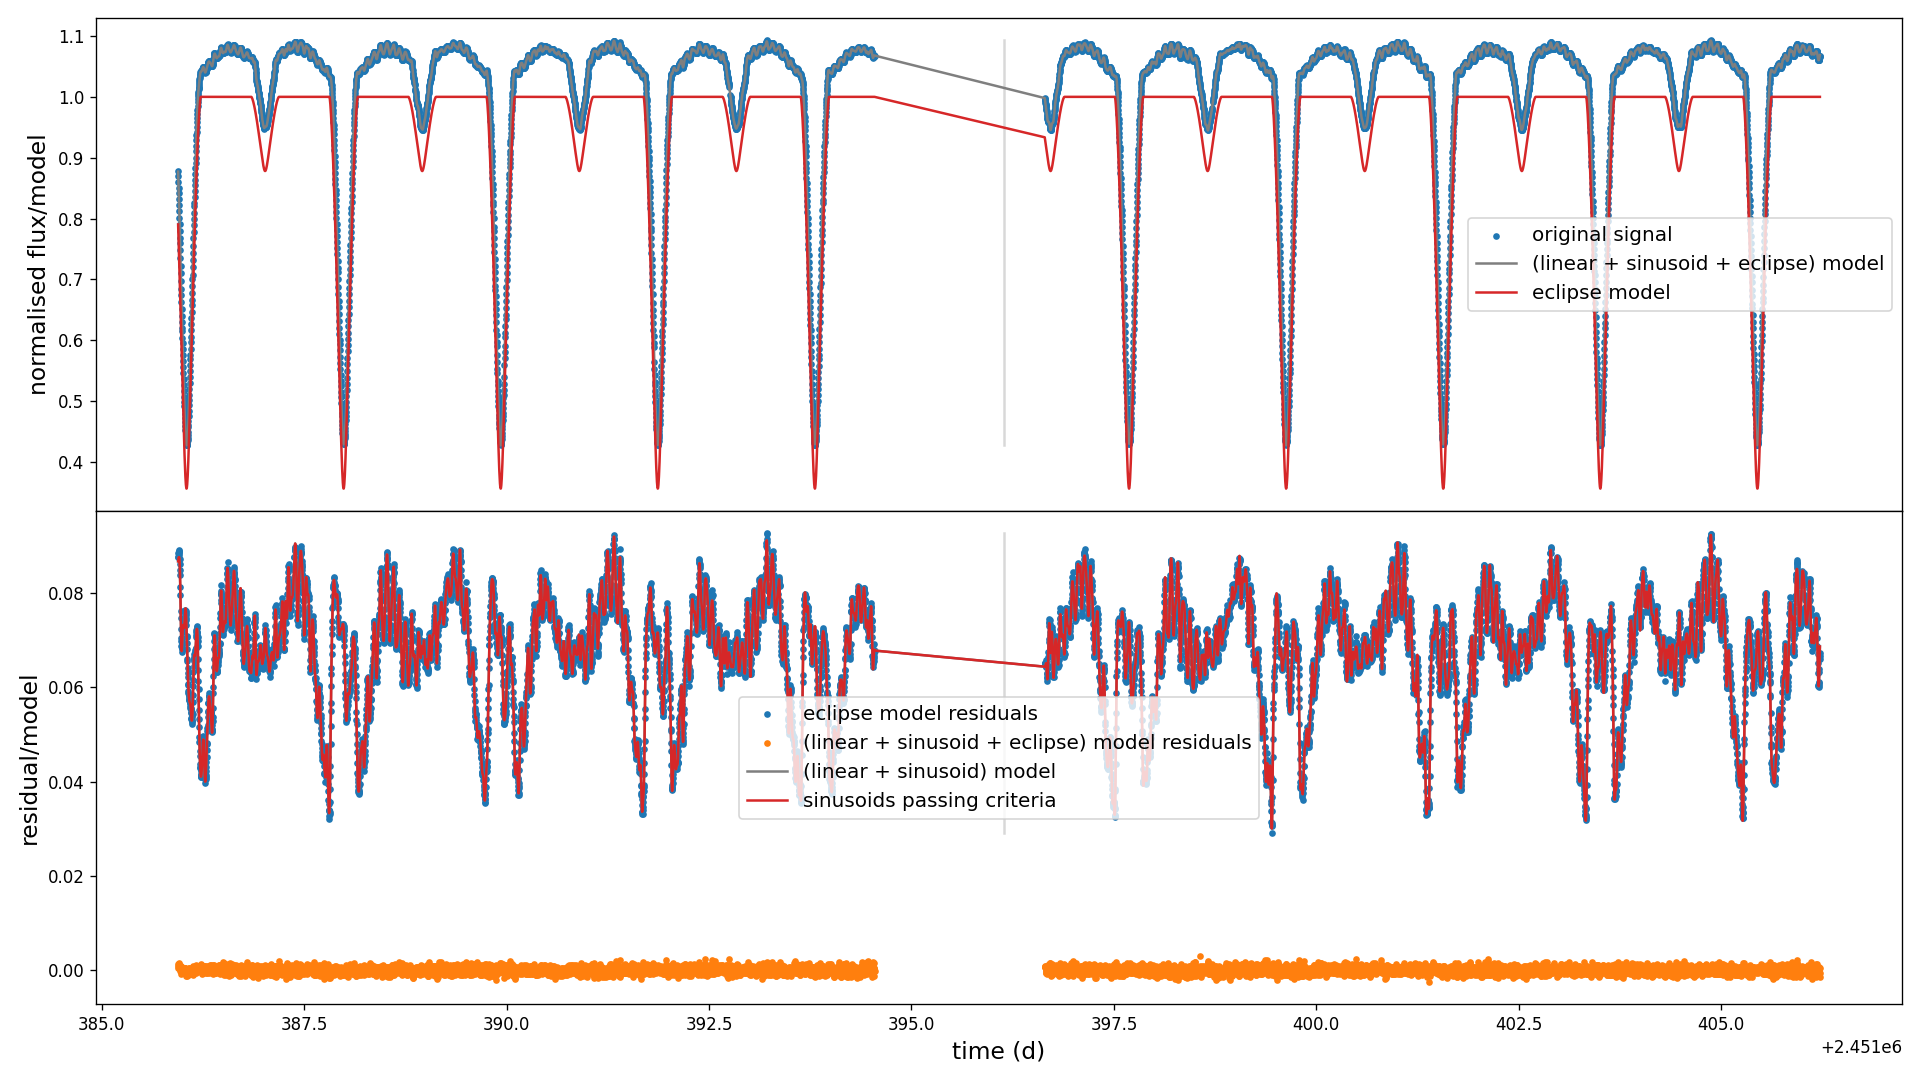 normalised flux/model
1.1
1.0
0.9
0.8
0.7
0.6
0.5
0.4
original signal
(linear + sinusoid + eclipse) model
eclipse model
residual/model
0.08
0.06
0.04
0.02
0.00
eclipse model residuals
(linear + sinusoid + eclipse) model residuals
(linear + sinusoid) model
sinusoids passing criteria
385.0 387.5 390.0 392.5 395.0 397.5 400.0 402.5 405.0
time (d)
+2.451e6